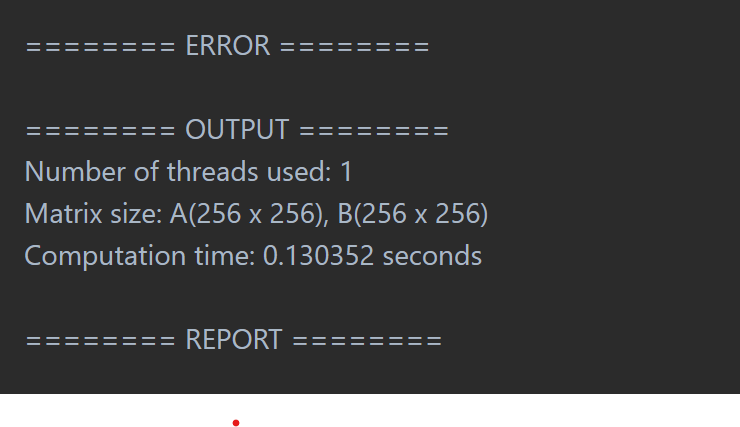 ======== ERROR ========
======== OUTPUT ========
Number of threads used: 1
Matrix size: A(256 x 256), B(256 x 256)
Computation time: 0.130352 seconds
======== REPORT ========